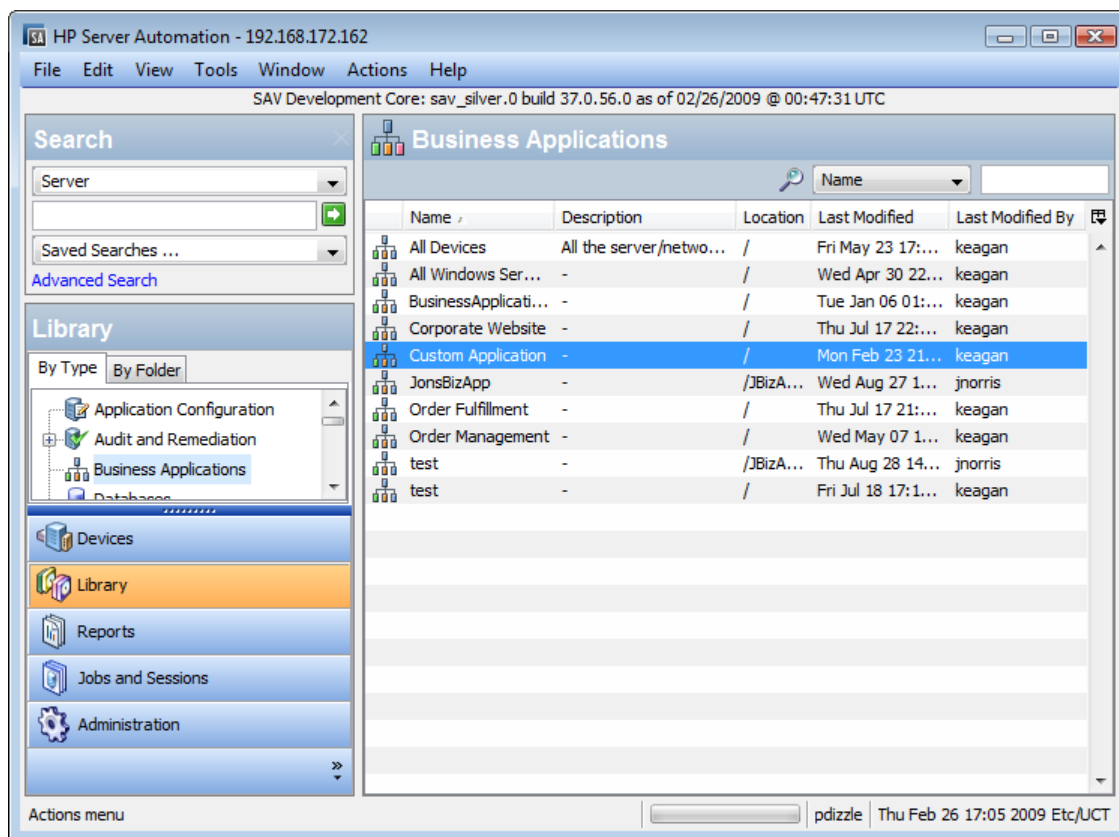 SA HP Server Automation - 192.168.172.162
File Edit View Tools Window Actions Help
SAV Development Core: sav_silver.0 build 37.0.56.0 as of 02/26/2009 @ 00:47:31 UTC
Search
Server
Saved Searches ...
Advanced Search
Library
By Type By Folder
Application Configuration
Audit and Remediation
Business Applications
Databases
Devices
Library
Reports
Jobs and Sessions
Administration
»
Business Applications
Name
Name Description Location Last Modified Last Modified By
All Devices All the server/netwo... / Fri May 23 17:... keagan
All Windows Ser... - / Wed Apr 30 22... keagan
BusinessApplicati... - / Tue Jan 06 01:... keagan
Corporate Website - / Thu Jul 17 22:... keagan
Custom Application - / Mon Feb 23 21... keagan
JonsBizApp - /JBizA... Wed Aug 27 1... jnorris
Order Fulfillment - / Thu Jul 17 21:... keagan
Order Management - / Wed May 07 1... keagan
test - /JBizA... Thu Aug 28 14... jnorris
test - / Fri Jul 18 17:1... keagan
Actions menu
pdizzle Thu Feb 26 17:05 2009 Etc/UCT